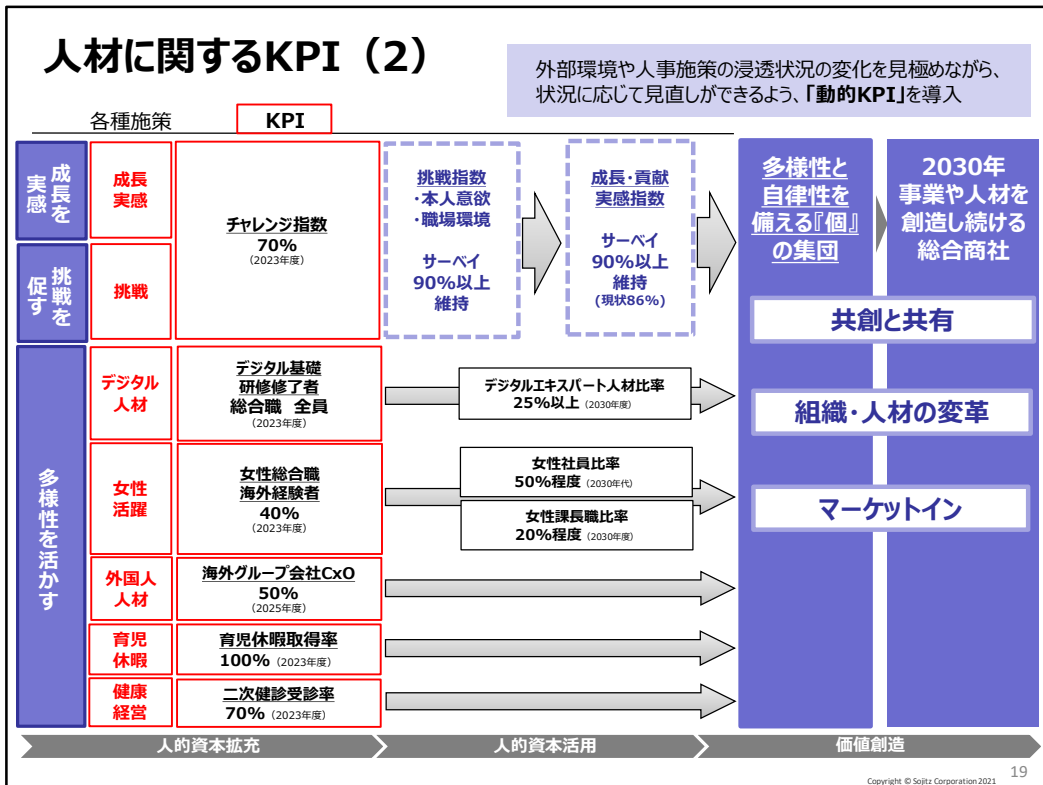 人材に関するKPI（2）
外部環境や人事施策の浸透状況の変化を見極めながら、
状況に応じて見直しができるよう、「動的KPI」を導入
各種施策
KPI
成長を
実感
成長
実感
挑戦を
促す
挑戦
チャレンジ指数
70%
（2023年度）
挑戦指数
・本人意欲
・職場環境
サーベイ
90%以上
維持
成長・貢献
実感指数
サーベイ
90%以上
維持
(現状86%)
多様性と
自律性を
備える『個』
の集団
2030年
事業や人材を
創造し続ける
総合商社
共創と共有
組織・人材の変革
マーケットイン
多様性を活かす
デジタル
人材
デジタル基礎
研修修了者
総合職 全員
（2023年度）
デジタルエキスパート人材比率
25%以上（2030年度）
女性
活躍
女性総合職
海外経験者
40%
（2023年度）
女性社員比率
50%程度（2030年代）
女性課長職比率
20%程度（2030年度）
外国人
人材
海外グループ会社CxO
50%
（2025年度）
育児
休暇
育児休暇取得率
100%（2023年度）
健康
経営
二次健診受診率
70%（2023年度）
人的資本拡充
人的資本活用
価値創造
19
Copyright © Sojitz Corporation 2021